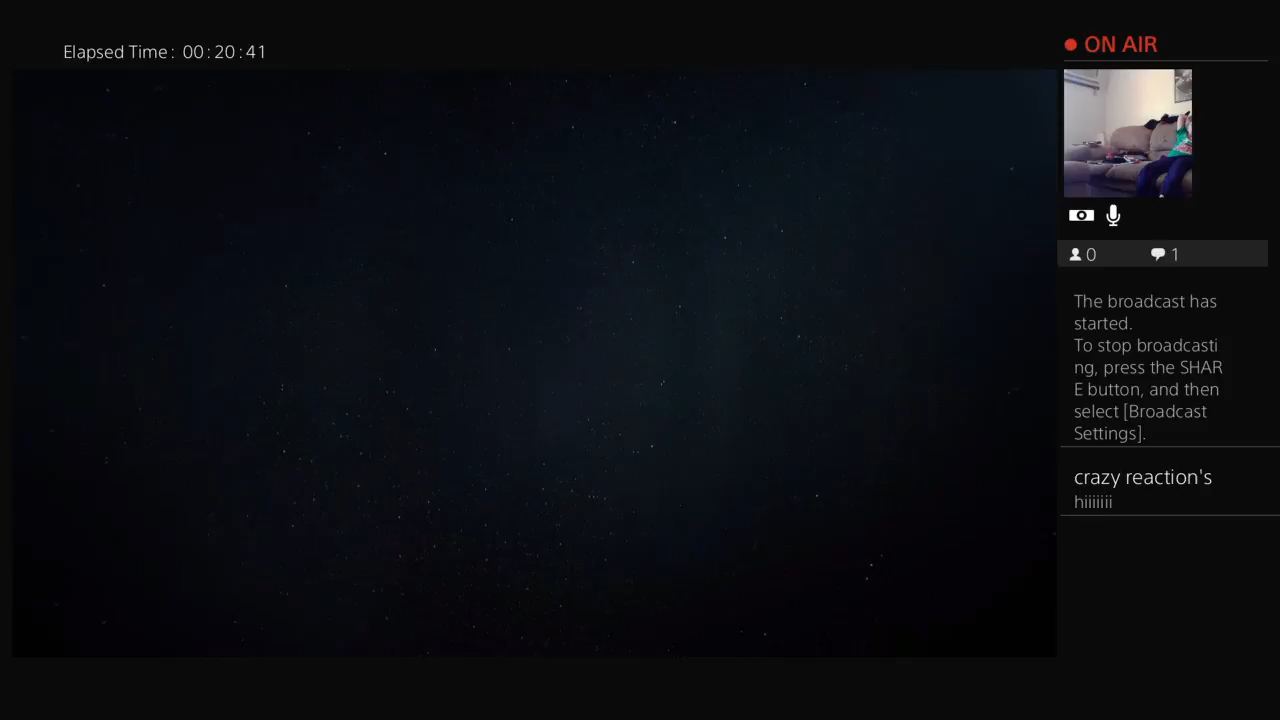 Elapsed Time: 00:20:41
ON AIR
0
1
The broadcast has
started.
To stop broadcasti
ng, press the SHAR
E button, and then
select [Broadcast
Settings].
crazy reaction's
hiiiiiii